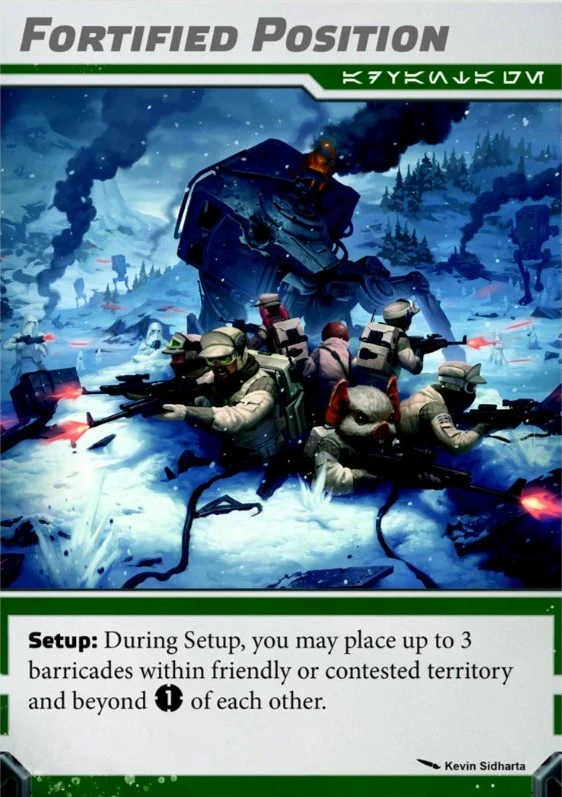 FORTIFIED POSITION
Setup: During Setup, you may place up to 3
barricades within friendly or contested territory
and beyond 1 of each other.
Kevin Sidharta